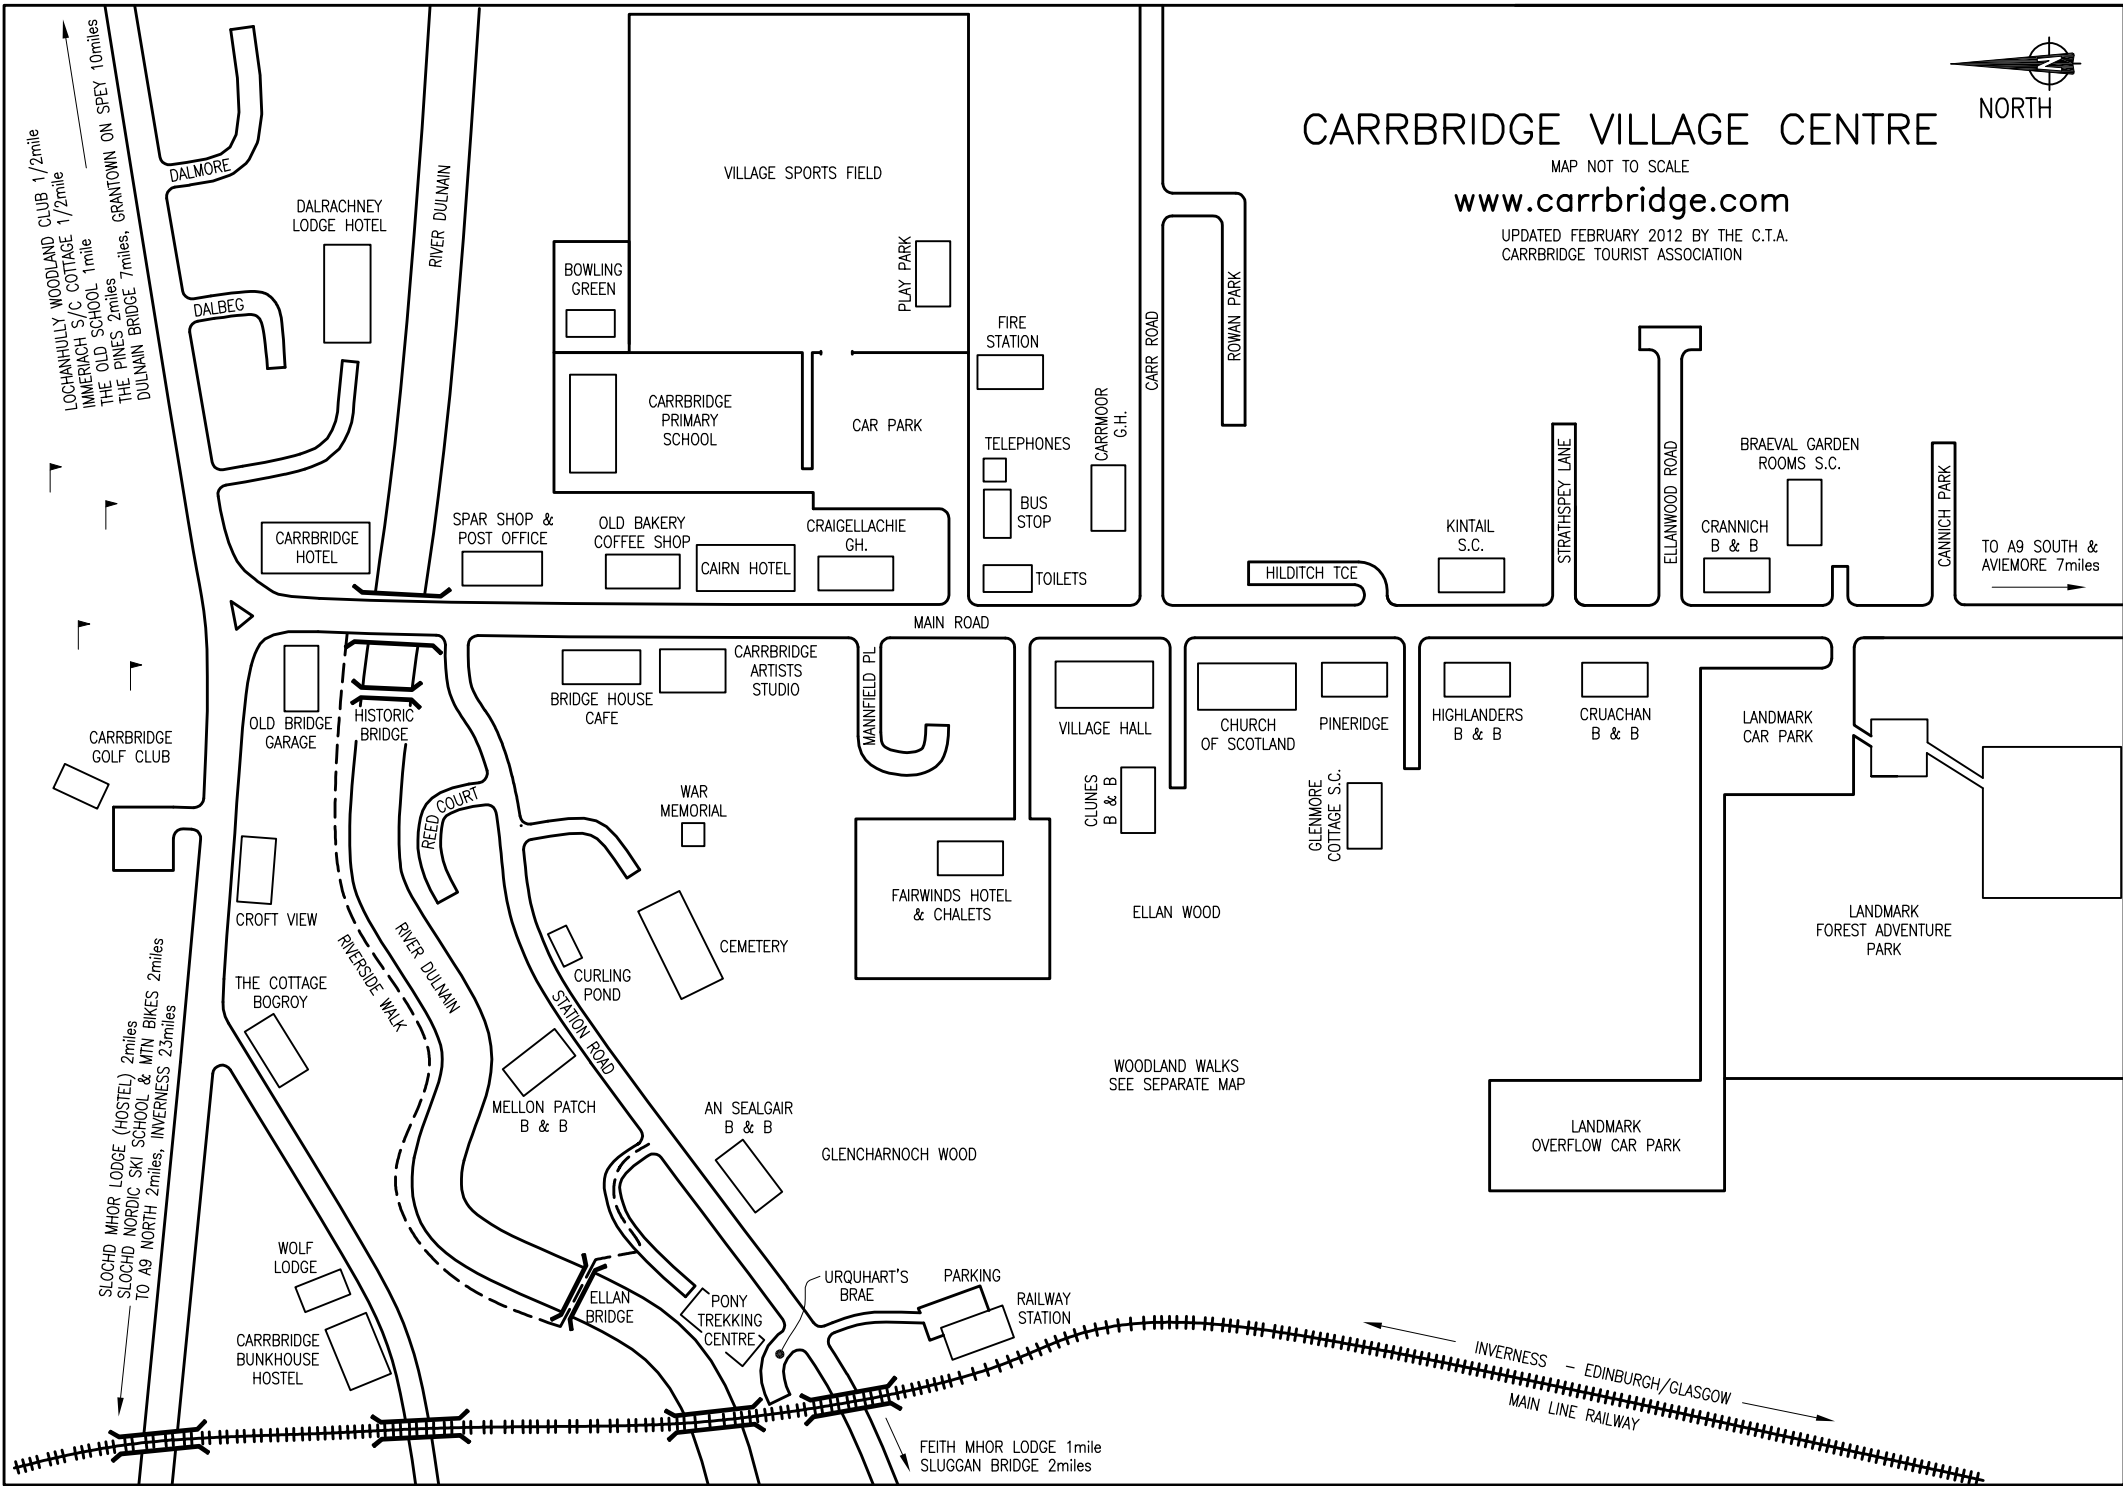 CARRBRIDGE VILLAGE CENTRE
MAP NOT TO SCALE
www.carrbridge.com
UPDATED FEBRUARY 2012 BY THE C.T.A.
CARRBRIDGE TOURIST ASSOCIATION
N
NORTH
LOCHANHULLY WOODLAND CLUB 1/2mile
IMMERIACH S/C COTTAGE 1/2mile
THE OLD SCHOOL 1mile
THE PINES 2miles
DULNAIN BRIDGE 7miles, GRANTOWN ON SPEY 10miles
DALMORE
DALRACHNEY
LODGE HOTEL
DALBEG
RIVER DULNAIN
VILLAGE SPORTS FIELD
BOWLING
GREEN
PLAY PARK
FIRE
STATION
CARR ROAD
ROWAN PARK
CARRBRIDGE
PRIMARY
SCHOOL
CAR PARK
TELEPHONES
CARRMOOR
G.H.
BUS
STOP
TOILETS
CARRBRIDGE
HOTEL
SPAR SHOP &
POST OFFICE
OLD BAKERY
COFFEE SHOP
CAIRN HOTEL
CRAIGELLACHIE
GH.
HILDITCH TCE
KINTAIL
S.C.
STRATHSPEY LANE
ELLANWOOD ROAD
CRANNICH
B & B
BRAEVAL GARDEN
ROOMS S.C.
CANNICH PARK
TO A9 SOUTH &
AVIEMORE 7miles
MAIN ROAD
OLD BRIDGE
GARAGE
HISTORIC
BRIDGE
BRIDGE HOUSE
CAFE
CARRBRIDGE
ARTISTS
STUDIO
MANNFIELD PL
VILLAGE HALL
CHURCH
OF SCOTLAND
PINERIDGE
HIGHLANDERS
B & B
CRUACHAN
B & B
LANDMARK
CAR PARK
CARRBRIDGE
GOLF CLUB
REED COURT
WAR
MEMORIAL
CLUNES
B & B
GLENMORE
COTTAGE S.C.
CROFT VIEW
FAIRWINDS HOTEL
& CHALETS
ELLAN WOOD
LANDMARK
FOREST ADVENTURE
PARK
RIVERSIDE WALK
RIVER DULNAIN
CURLING
POND
CEMETERY
THE COTTAGE
BOGROY
STATION ROAD
MELLON PATCH
B & B
AN SEALGAIR
B & B
WOODLAND WALKS
SEE SEPARATE MAP
GLENCHARNOCH WOOD
LANDMARK
OVERFLOW CAR PARK
SLOCHD MHOR LODGE (HOSTEL) 2miles
SLOCHD NORDIC SKI SCHOOL & MTN BIKES 2miles
TO A9 NORTH 2miles, INVERNESS 23miles
WOLF
LODGE
CARRBRIDGE
BUNKHOUSE
HOSTEL
ELLAN
BRIDGE
PONY
TREKKING
CENTRE
URQUHART'S
BRAE
PARKING
RAILWAY
STATION
INVERNESS - EDINBURGH/GLASGOW
MAIN LINE RAILWAY
FEITH MHOR LODGE 1mile
SLUGGAN BRIDGE 2miles